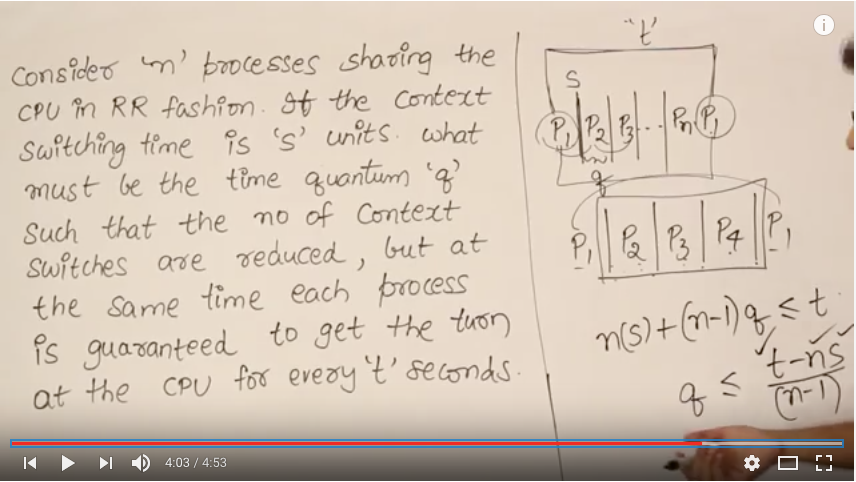 Consider 'n' processes sharing the
CPU in RR fashion. If the Context
switching time is 's' units. what
must be the time quantum 'q'
such that the no of Context
switches are reduced, but at
the same time each process
is guaranteed to get the turn
at the CPU for every 't' seconds.
"t'
S
P1 P2 P3 ... Pn P1
q
P1 P2 P3 P4 P1
n(s)+(n-1)q ≤ t
q ≤ t-ns/(n-1)
4:03 / 4:53